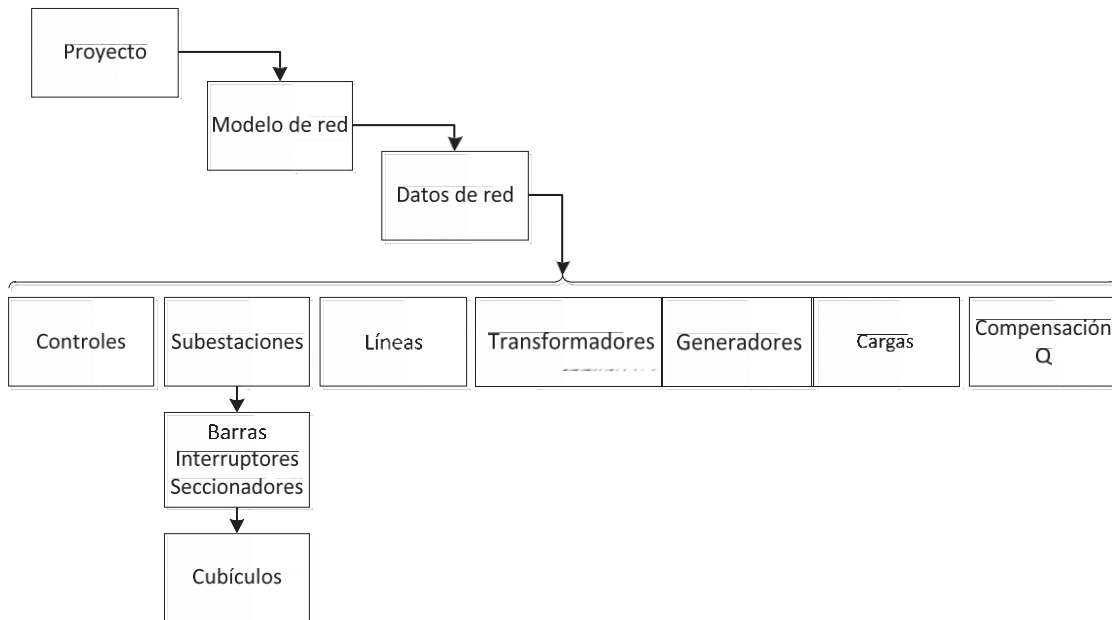 Proyecto
Modelo de red
Datos de red
Controles
Subestaciones
Líneas
Transformadores
Generadores
Cargas
Compensación
Q
Barras
Interruptores
Seccionadores
Cubículos